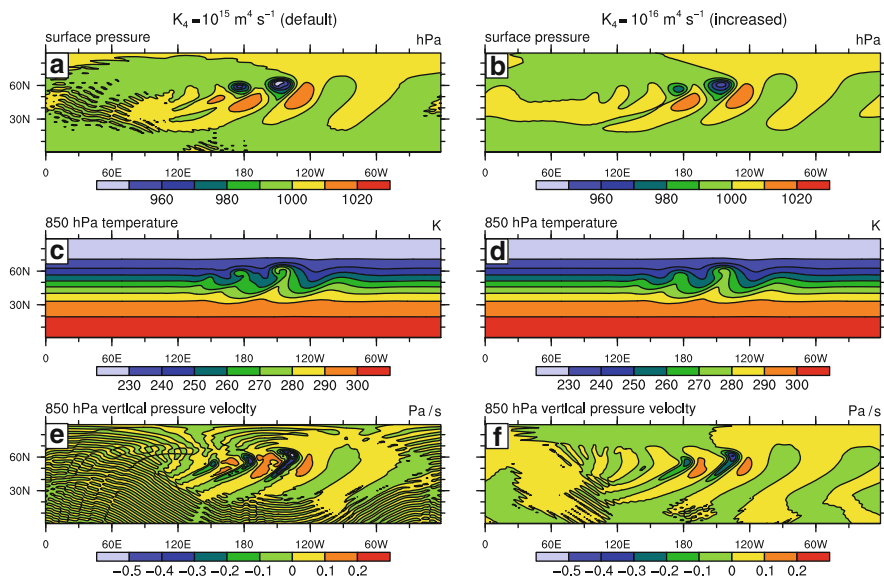 K₄ = 10¹⁵ m⁴ s⁻¹ (default)
K₄ = 10¹⁶ m⁴ s⁻¹ (increased)
surface pressure hPa
surface pressure hPa
a
b
60N
30N
60N
30N
0 60E 120E 180 120W 60W
0 60E 120E 180 120W 60W
960 980 1000 1020
960 980 1000 1020
850 hPa temperature K
850 hPa temperature K
c
d
60N
30N
60N
30N
0 60E 120E 180 120W 60W
0 60E 120E 180 120W 60W
230 240 250 260 270 280 290 300
230 240 250 260 270 280 290 300
850 hPa vertical pressure velocity Pa/s
850 hPa vertical pressure velocity Pa/s
e
f
60N
30N
60N
30N
0 60E 120E 180 120W 60W
0 60E 120E 180 120W 60W
−0.5 −0.4 −0.3 −0.2 −0.1 0 0.1 0.2
−0.5 −0.4 −0.3 −0.2 −0.1 0 0.1 0.2